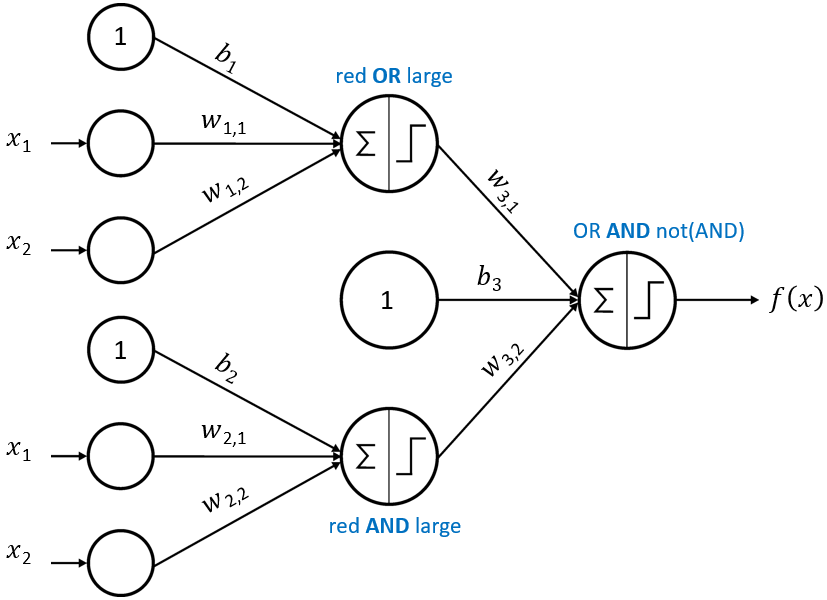 1
b₁
red OR large
x₁
w₁,₁
Σ
w₁,₂
w₃,₁
x₂
OR AND not(AND)
1
b₃
Σ
f(x)
1
b₂
w₃,₂
x₁
w₂,₁
Σ
w₂,₂
red AND large
x₂